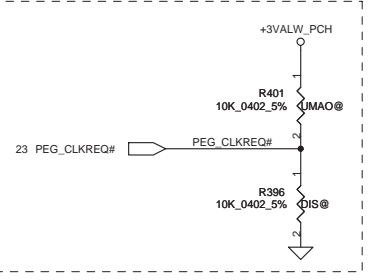 +3VALW_PCH
1
R401
10K_0402_5% UMAO@
2
23 PEG_CLKREQ# PEG_CLKREQ#
1
R396
10K_0402_5% DIS@
2